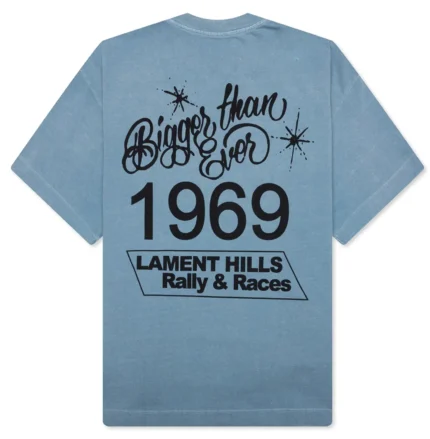 Bigger than
Ever
1969
LAMENT HILLS
Rally & Races